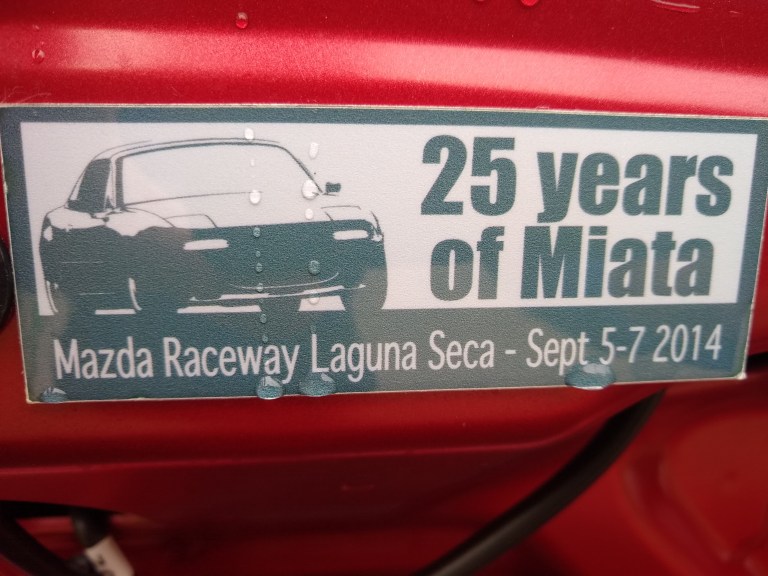 25 years
of Miata
Mazda Raceway Laguna Seca - Sept 5-7 2014